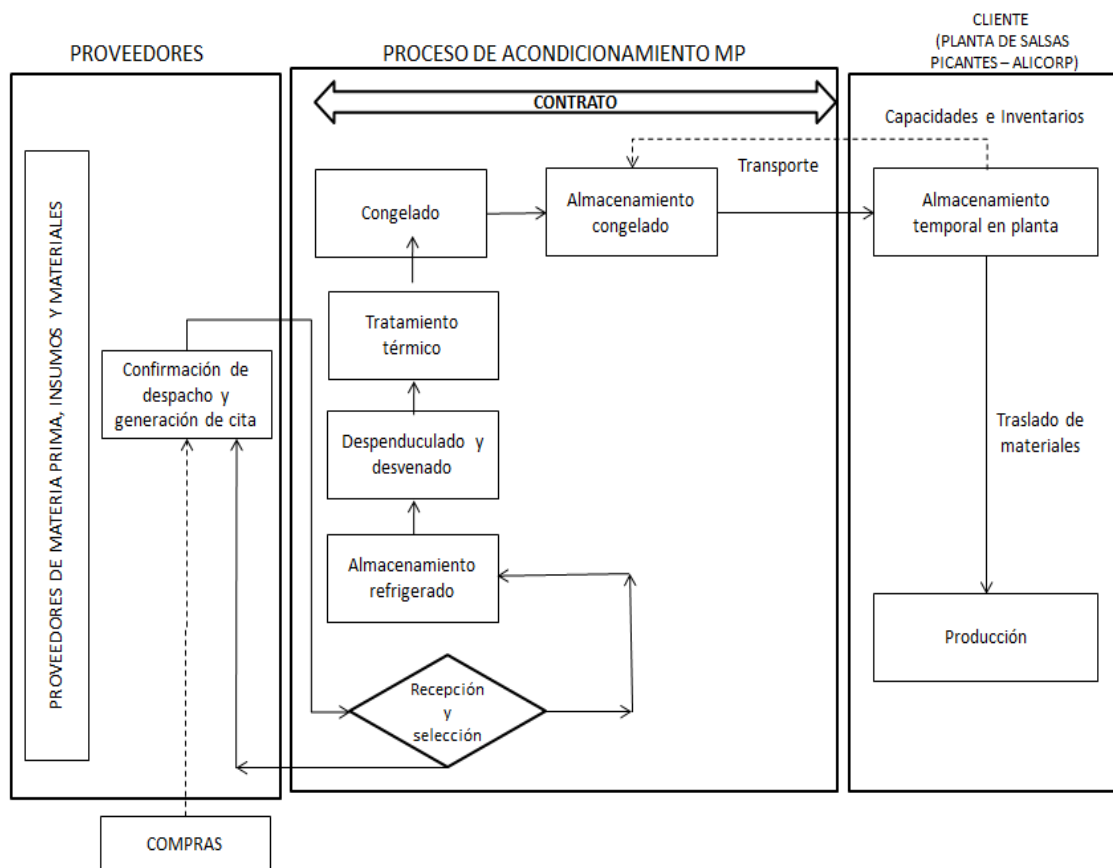 PROVEEDORES
PROVEEDORES DE MATERIA PRIMA, INSUMOS Y MATERIALES
Confirmación de
despacho y
generación de cita
COMPRAS
PROCESO DE ACONDICIONAMIENTO MP
CONTRATO
Congelado
Almacenamiento
congelado
Tratamiento
térmico
Despenduculado y
desvenado
Almacenamiento
refrigerado
Recepción
y
selección
Transporte
CLIENTE
(PLANTA DE SALSAS
PICANTES – ALICORP)
Capacidades e Inventarios
Almacenamiento
temporal en planta
Traslado de
materiales
Producción